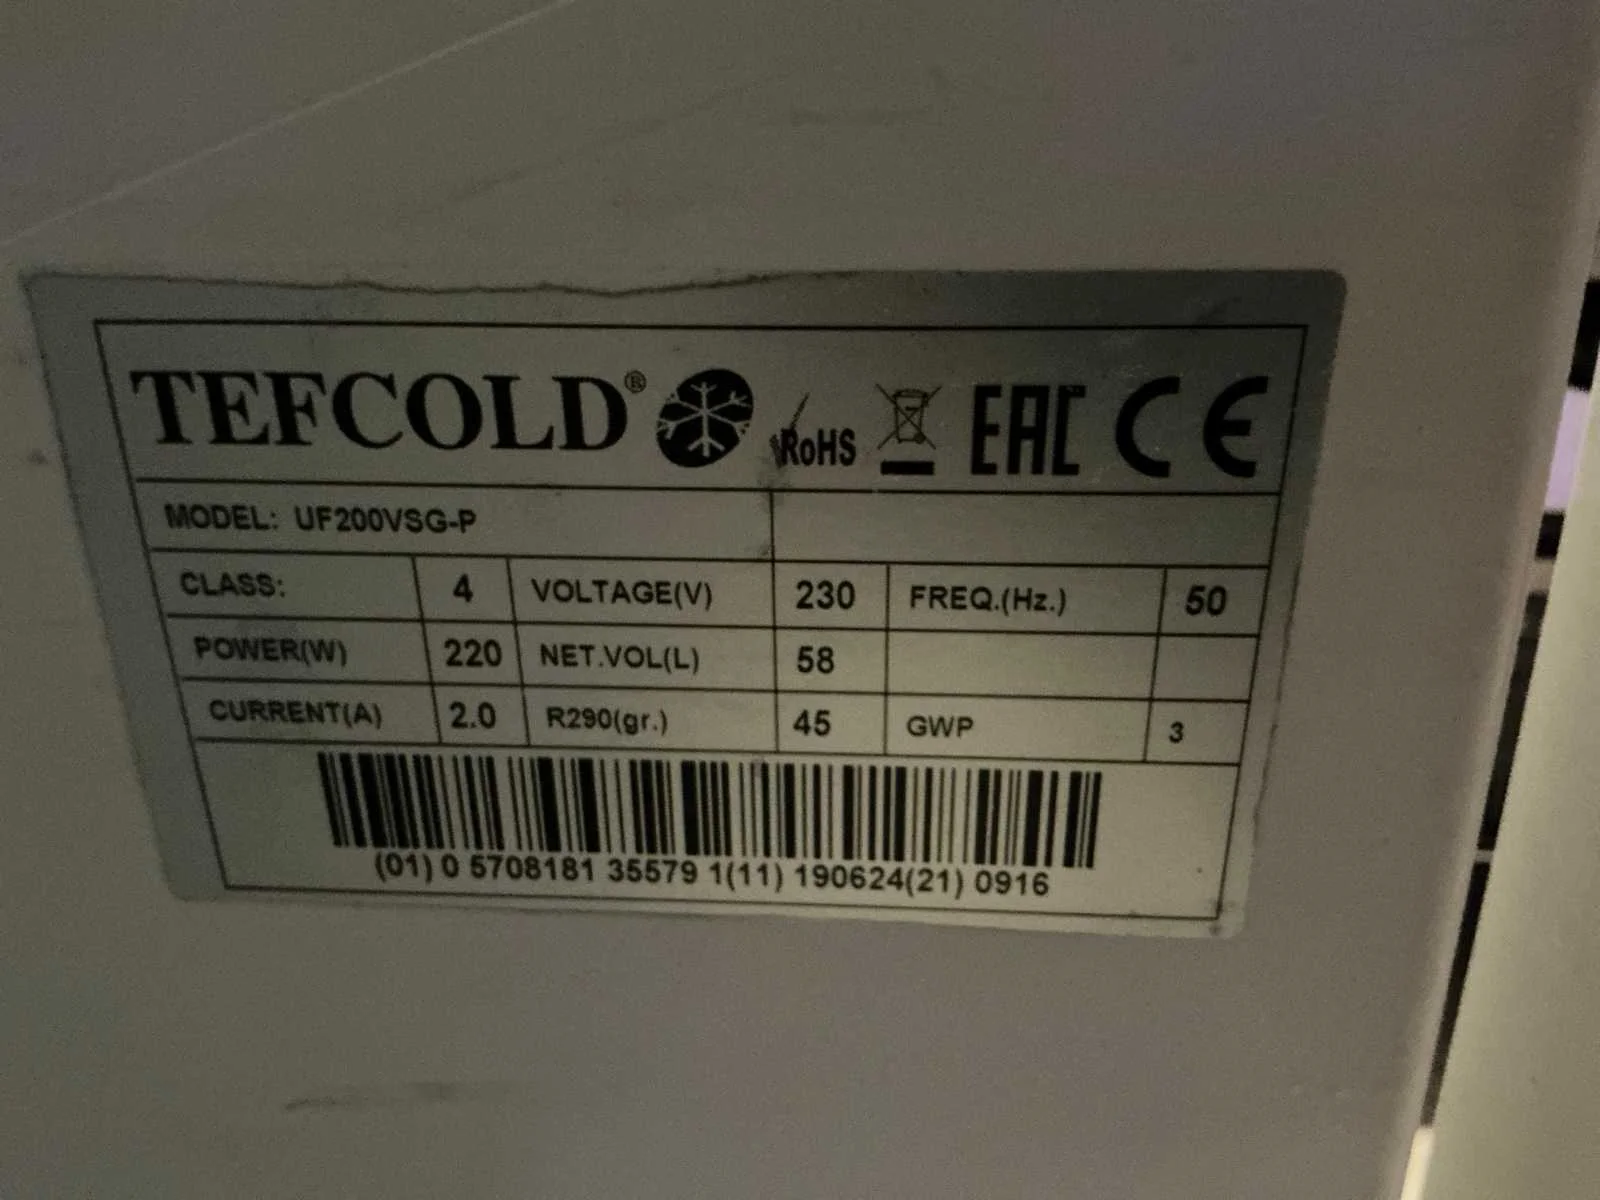 TEFCOLD® RoHS EAC CE
MODEL: UF200VSG-P
CLASS: 4 VOLTAGE(V) 230 FREQ.(Hz.) 50
POWER(W) 220 NET.VOL(L) 58
CURRENT(A) 2.0 R290(gr.) 45 GWP 3
(01) 0 5708181 35579 1(11) 190624(21) 0916